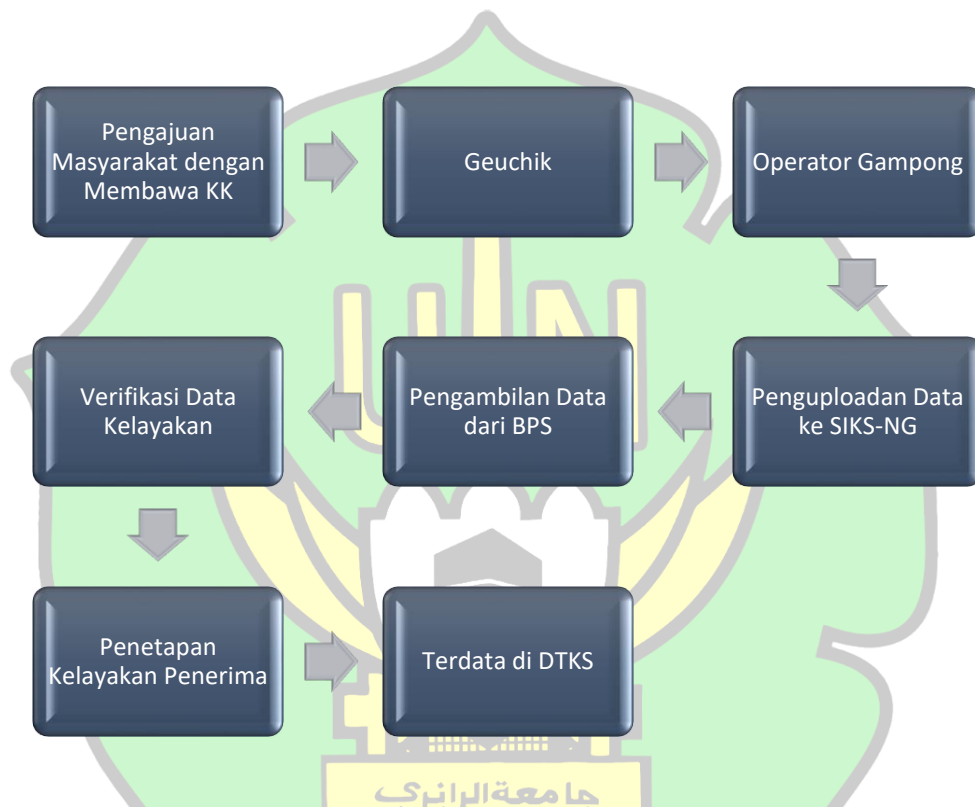 Pengajuan
Masyarakat dengan
Membawa KK
Geuchik
Operator Gampong
Penguploadan Data
ke SIKS-NG
Pengambilan Data
dari BPS
Verifikasi Data
Kelayakan
Penetapan
Kelayakan Penerima
Terdata di DTKS
UIN
جامعةالرانري